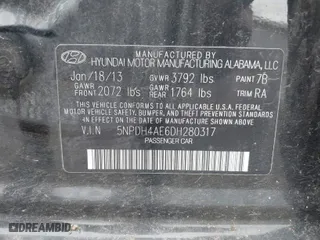 MANUFACTURED BY
HYUNDAI MOTOR MANUFACTURING ALABAMA, LLC
Jan/18/13 GVWR 3792 lbs PAINT 7B
GAWR FRONT 2072 lbs GAWR REAR 1764 lbs TRIM RA
THIS VEHICLE CONFORMS TO ALL APPLICABLE U.S.A FEDERAL
MOTOR VEHICLE SAFETY, BUMPER, AND THEFT PREVENTION
STANDARDS IN EFFECT ON THE DATE OF MANUFACTURE SHOWN ABOVE.
V.I.N 5NPDH4AE6DH280317
PASSENGER CAR